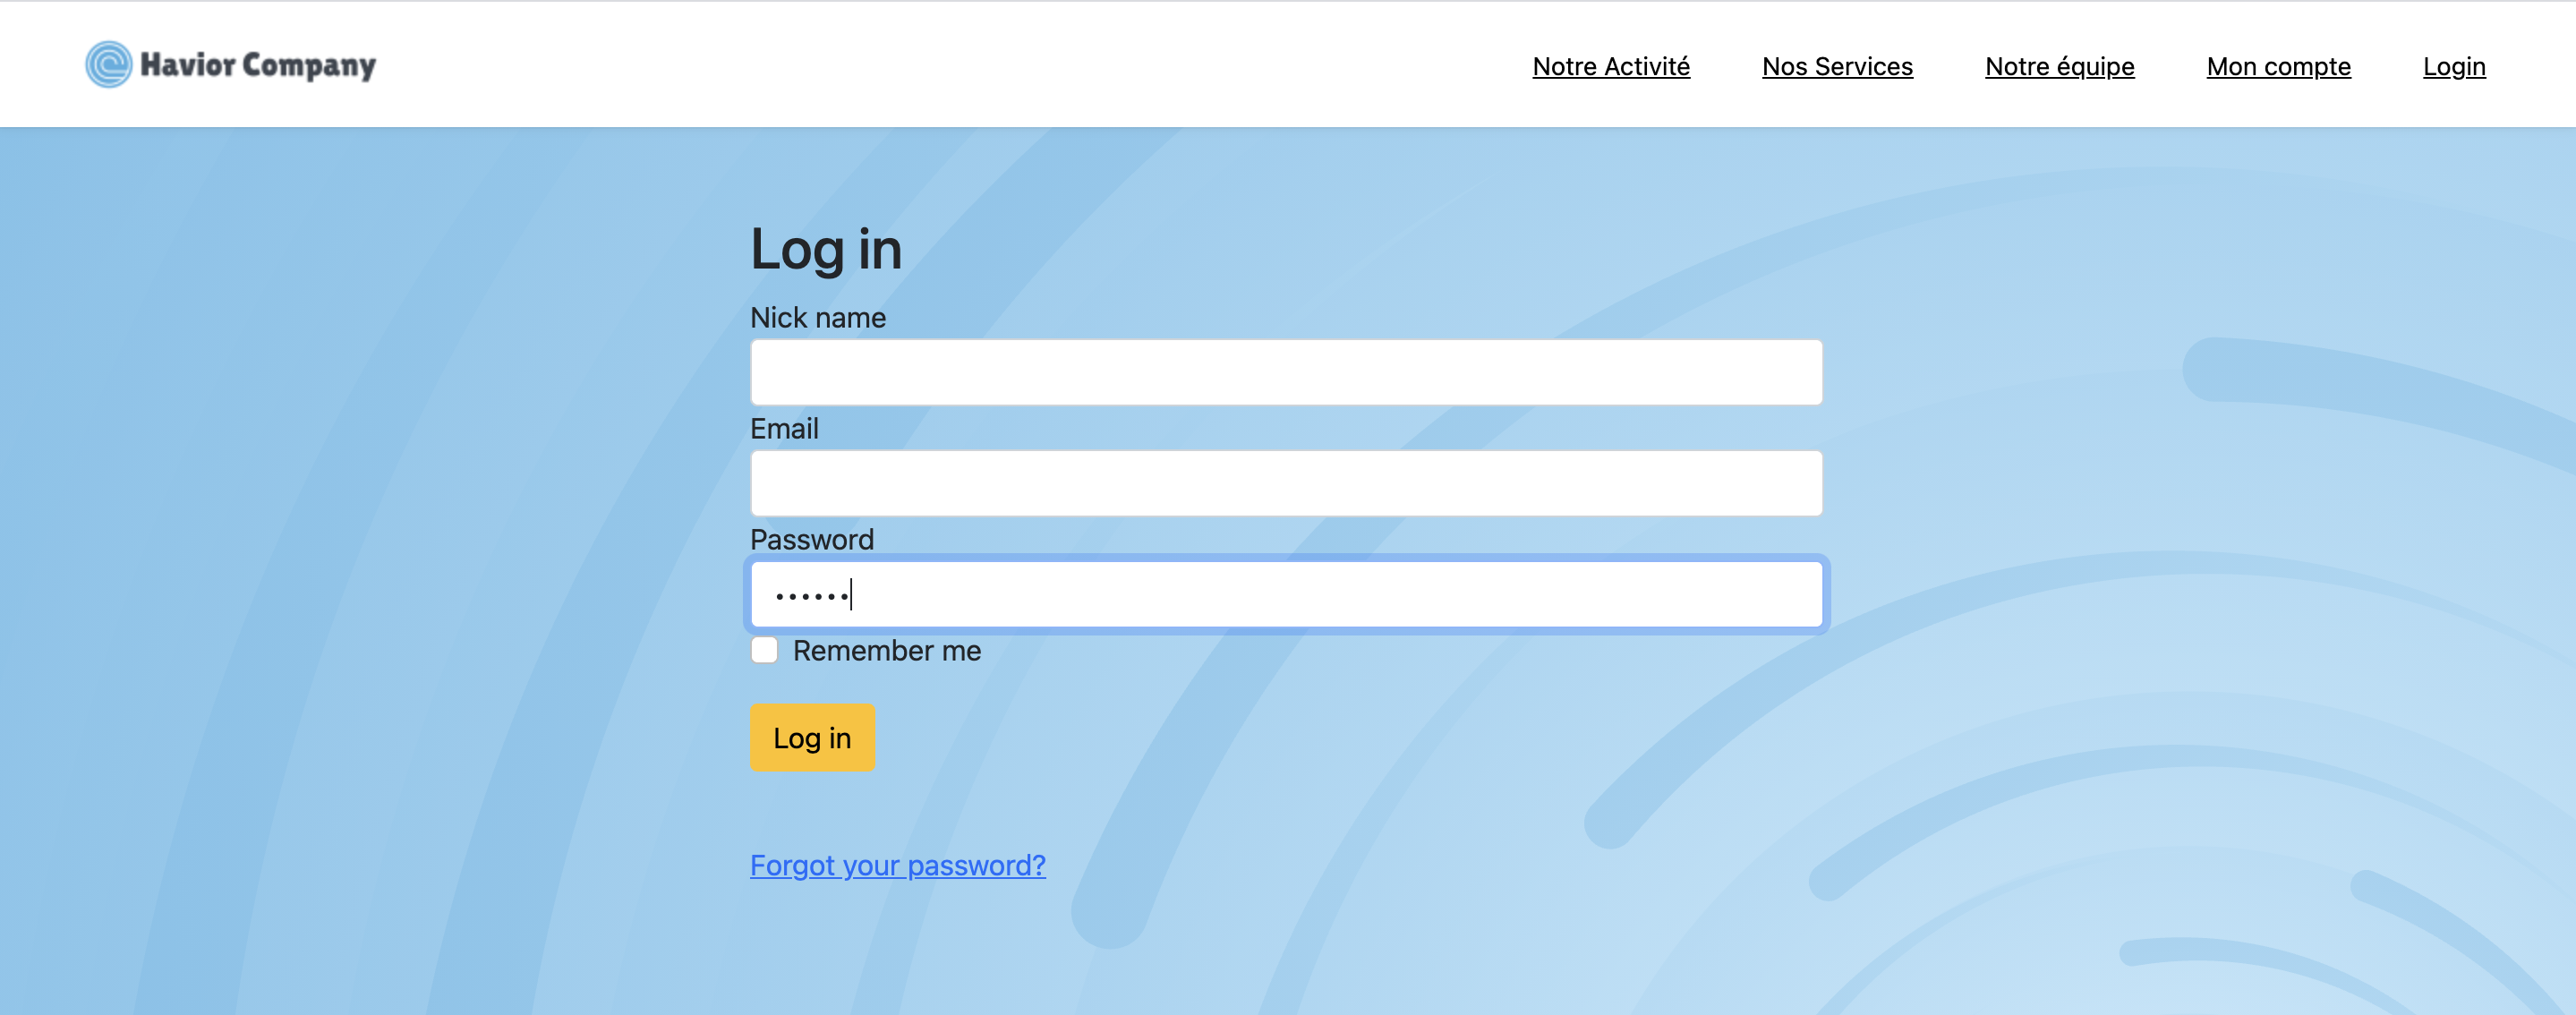 Havior Company
Notre Activité Nos Services Notre équipe Mon compte Login
Log in
Nick name
Email
Password
••••••
Remember me
Log in
Forgot your password?